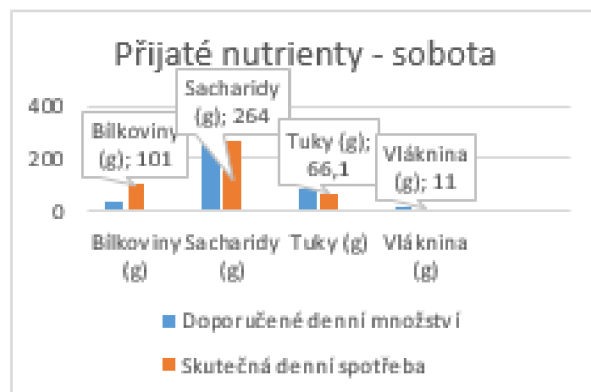 Přijaté nutrienty - sobota
400
200
0
Bílkoviny
(g); 101
Sacharidy
(g); 264
Tuky (g);
66,1
Vláknina
(g); 11
Bílkoviny
(g)
Sacharidy
(g)
Tuky (g)
Vláknina
(g)
Doporučené denní množství
Skutečná denní spotřeba